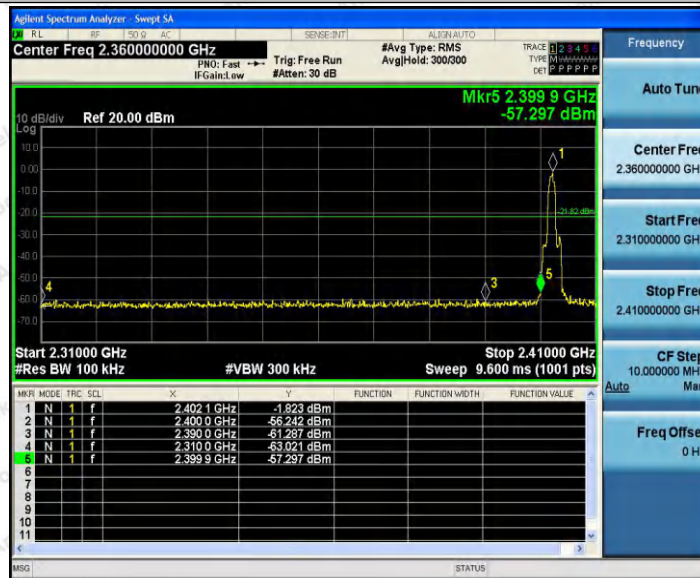 Agilent Spectrum Analyzer - Swept SA
RL RF 50 Ω AC SENSE:INT ALIGN AUTO
Center Freq 2.360000000 GHz
PNO: Fast
IFGain:Low
Trig: Free Run
#Atten: 30 dB
#Avg Type: RMS
Avg|Hold: 300/300
TRACE 1 2 3 4 5 6
TYPE M
DET P P P P P P
Mkr5 2.399 9 GHz
-57.297 dBm
10 dB/div Ref 20.00 dBm
Log
10.0
0.00
-10.0
-20.0
-30.0
-40.0
-50.0
-60.0
-70.0
1
-21.82 dBm
5
3
4
Start 2.31000 GHz Stop 2.41000 GHz
#Res BW 100 kHz #VBW 300 kHz Sweep 9.600 ms (1001 pts)
MKR MODE TRC SCL X Y FUNCTION FUNCTION WIDTH FUNCTION VALUE
1 N 1 f 2.402 1 GHz -1.823 dBm
2 N 1 f 2.400 0 GHz -56.242 dBm
3 N 1 f 2.390 0 GHz -61.287 dBm
4 N 1 f 2.310 0 GHz -63.021 dBm
5 N 1 f 2.399 9 GHz -57.297 dBm
6
7
8
9
10
11
MSG STATUS
Frequency
Auto Tun
Center Fre
2.360000000 GH
Start Fre
2.310000000 GH
Stop Fre
2.410000000 GH
CF Step
10.000000 MH
Auto Ma
Freq Offse
0 H